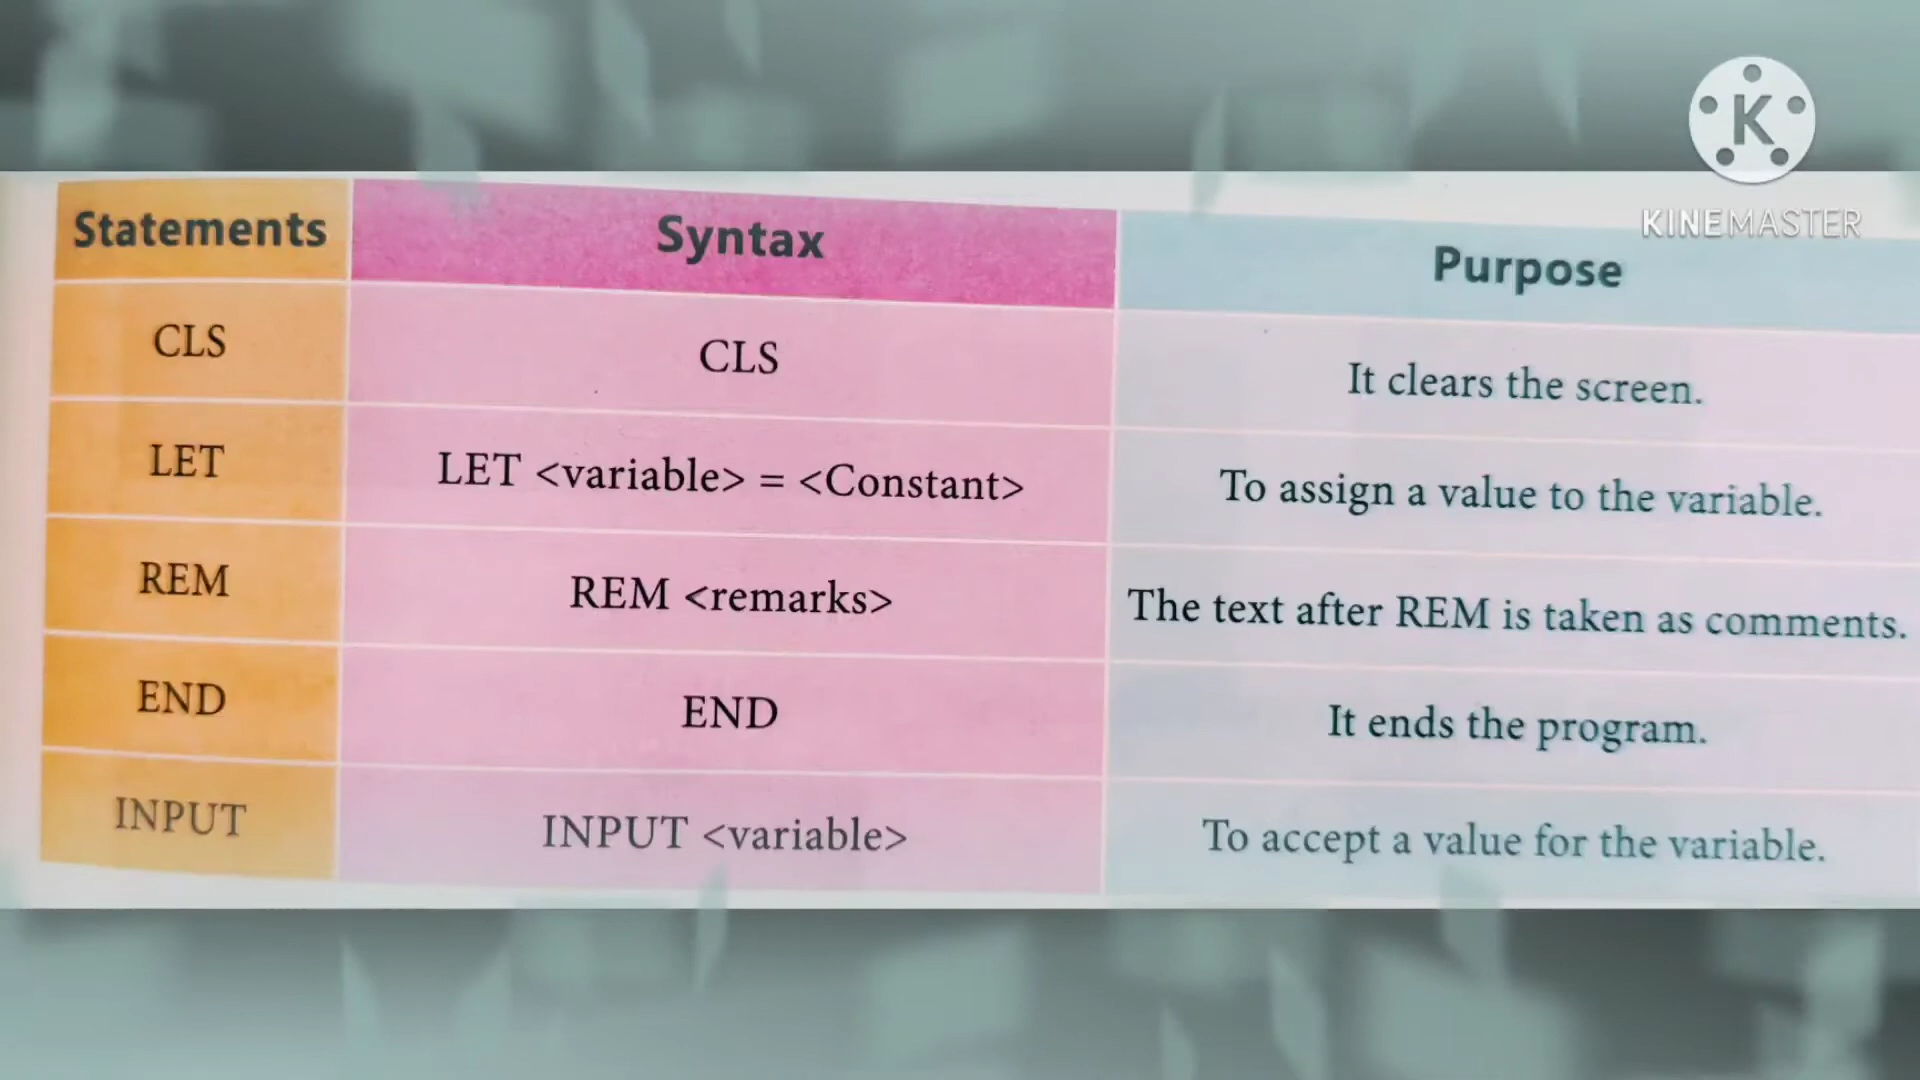 K
KINEMASTER
Statements Syntax Purpose
CLS CLS It clears the screen.
LET LET <variable> = <Constant> To assign a value to the variable.
REM REM <remarks> The text after REM is taken as comments.
END END It ends the program.
INPUT INPUT <variable> To accept a value for the variable.